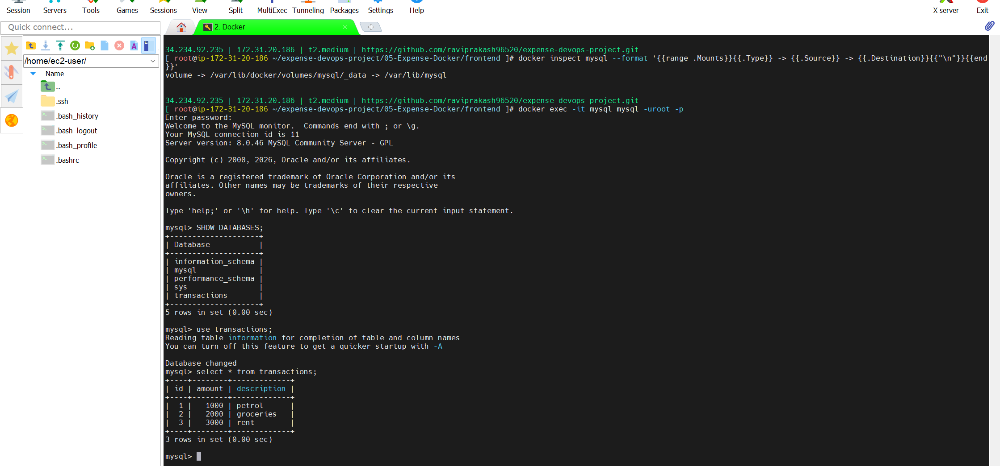 Session Servers Tools Games Sessions View Split MultiExec Tunneling Packages Settings Help X server Exit
Quick connect...
2. Docker
/home/ec2-user/
Name
..
.ssh
.bash_history
.bash_logout
.bash_profile
.bashrc
34.234.92.235 | 172.31.20.186 | t2.medium | https://github.com/raviprakash96520/expense-devops-project.git
[ root@ip-172-31-20-186 ~/expense-devops-project/05-Expense-Docker/frontend ]# docker inspect mysql --format '{{range .Mounts}}{{.Type}} -> {{.Source}} -> {{.Destination}}{{"\n"}}{{end
}}'
volume -> /var/lib/docker/volumes/mysql/_data -> /var/lib/mysql
34.234.92.235 | 172.31.20.186 | t2.medium | https://github.com/raviprakash96520/expense-devops-project.git
[ root@ip-172-31-20-186 ~/expense-devops-project/05-Expense-Docker/frontend ]# docker exec -it mysql mysql -uroot -p
Enter password:
Welcome to the MySQL monitor.  Commands end with ; or \g.
Your MySQL connection id is 11
Server version: 8.0.46 MySQL Community Server - GPL
Copyright (c) 2000, 2026, Oracle and/or its affiliates.
Oracle is a registered trademark of Oracle Corporation and/or its
affiliates. Other names may be trademarks of their respective
owners.
Type 'help;' or '\h' for help. Type '\c' to clear the current input statement.
mysql> SHOW DATABASES;
+--------------------+
| Database           |
+--------------------+
| information_schema |
| mysql              |
| performance_schema |
| sys                |
| transactions       |
+--------------------+
5 rows in set (0.00 sec)
mysql> use transactions;
Reading table information for completion of table and column names
You can turn off this feature to get a quicker startup with -A
Database changed
mysql> select * from transactions;
+----+--------+-------------+
| id | amount | description |
+----+--------+-------------+
|  1 |   1000 | petrol      |
|  2 |   2000 | groceries   |
|  3 |   3000 | rent        |
+----+--------+-------------+
3 rows in set (0.00 sec)
mysql>